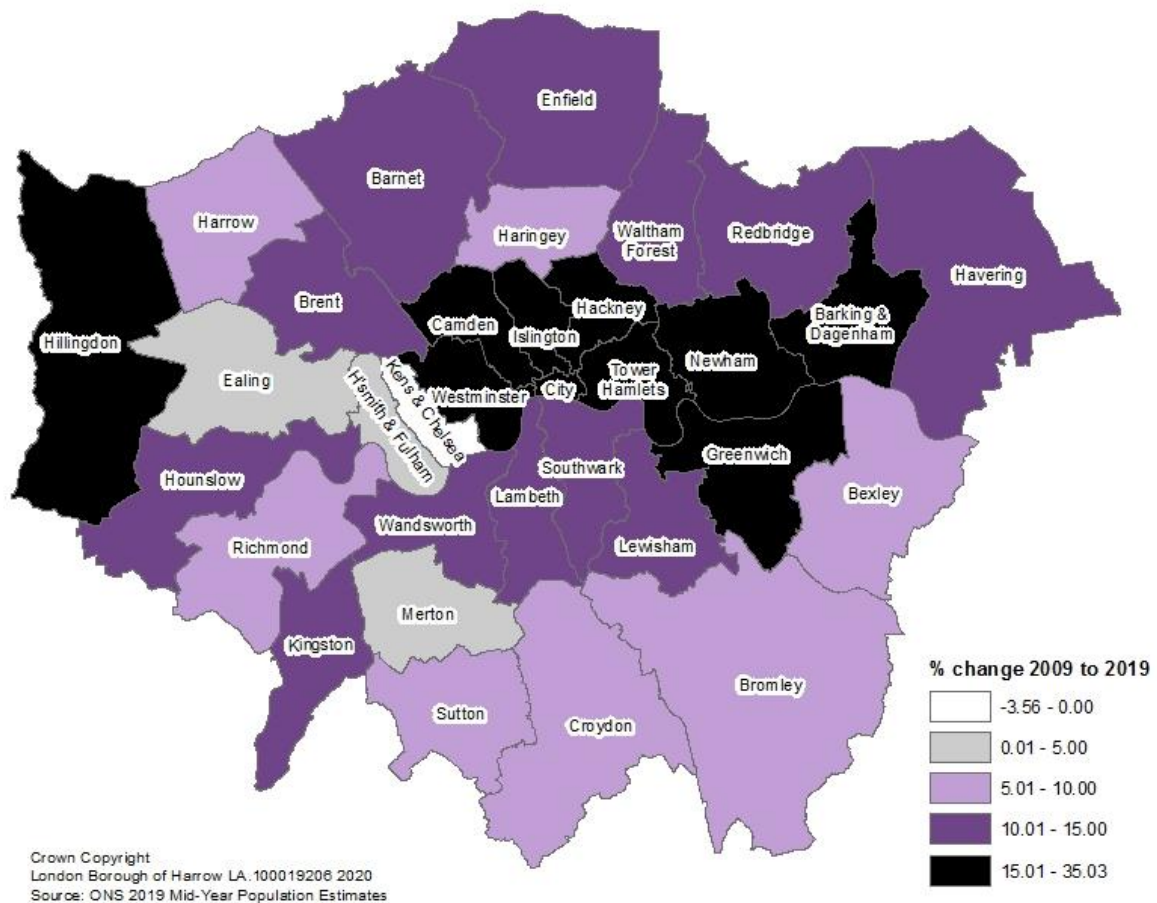 Enfield
Barnet
Harrow
Haringey
Waltham
Forest
Redbridge
Havering
Brent
Hackney
Camden
Islington
Barking &
Dagenham
Hillingdon
Newham
Ealing
Tower
Hamlets
City
Westminster
Kens & Chelsea
H'smith & Fulham
Greenwich
Hounslow
Southwark
Lambeth
Bexley
Wandsworth
Richmond
Lewisham
Merton
Kingston
Bromley
Sutton
Croydon
% change 2009 to 2019
-3.56 - 0.00
0.01 - 5.00
5.01 - 10.00
10.01 - 15.00
15.01 - 35.03
Crown Copyright
London Borough of Harrow LA.100019206 2020
Source: ONS 2019 Mid-Year Population Estimates